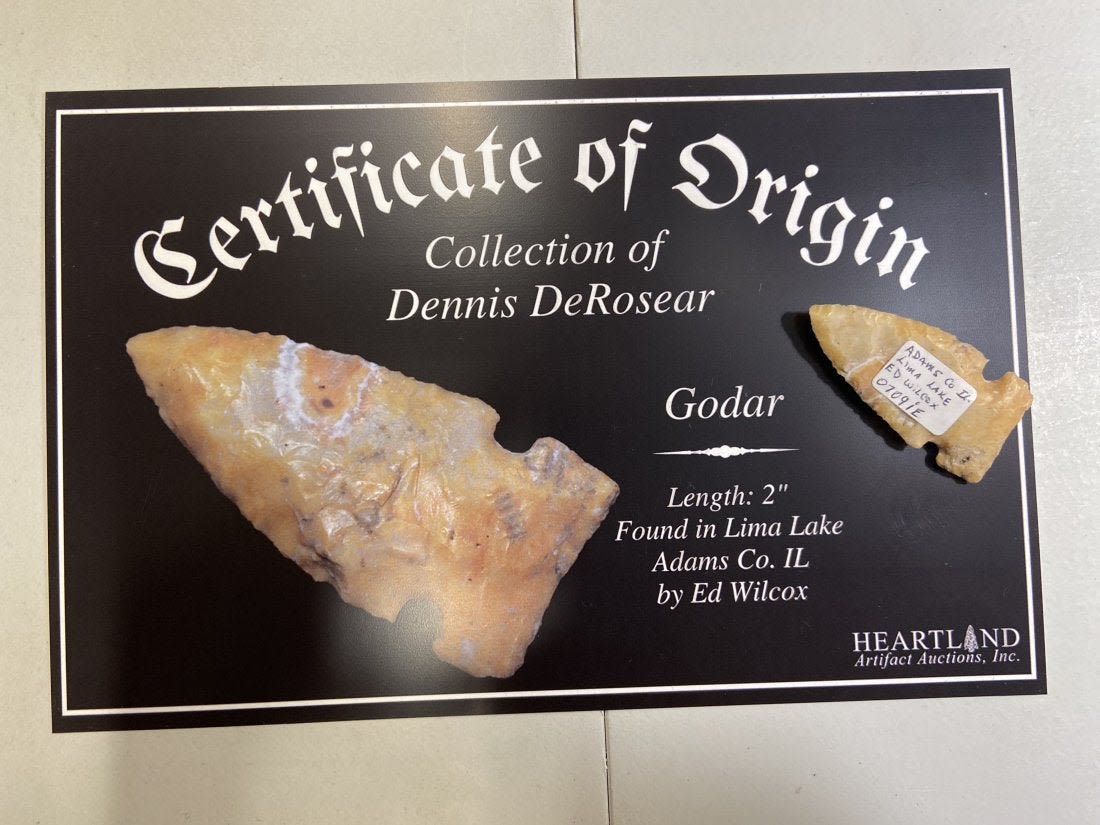 Certificate of Origin
Collection of
Dennis DeRosear
ADAMS CO IL.
LIMA LAKE
ED WILCOX
07091E
Godar
Length: 2"
Found in Lima Lake
Adams Co. IL
by Ed Wilcox
HEARTLAND
Artifact Auctions, Inc.